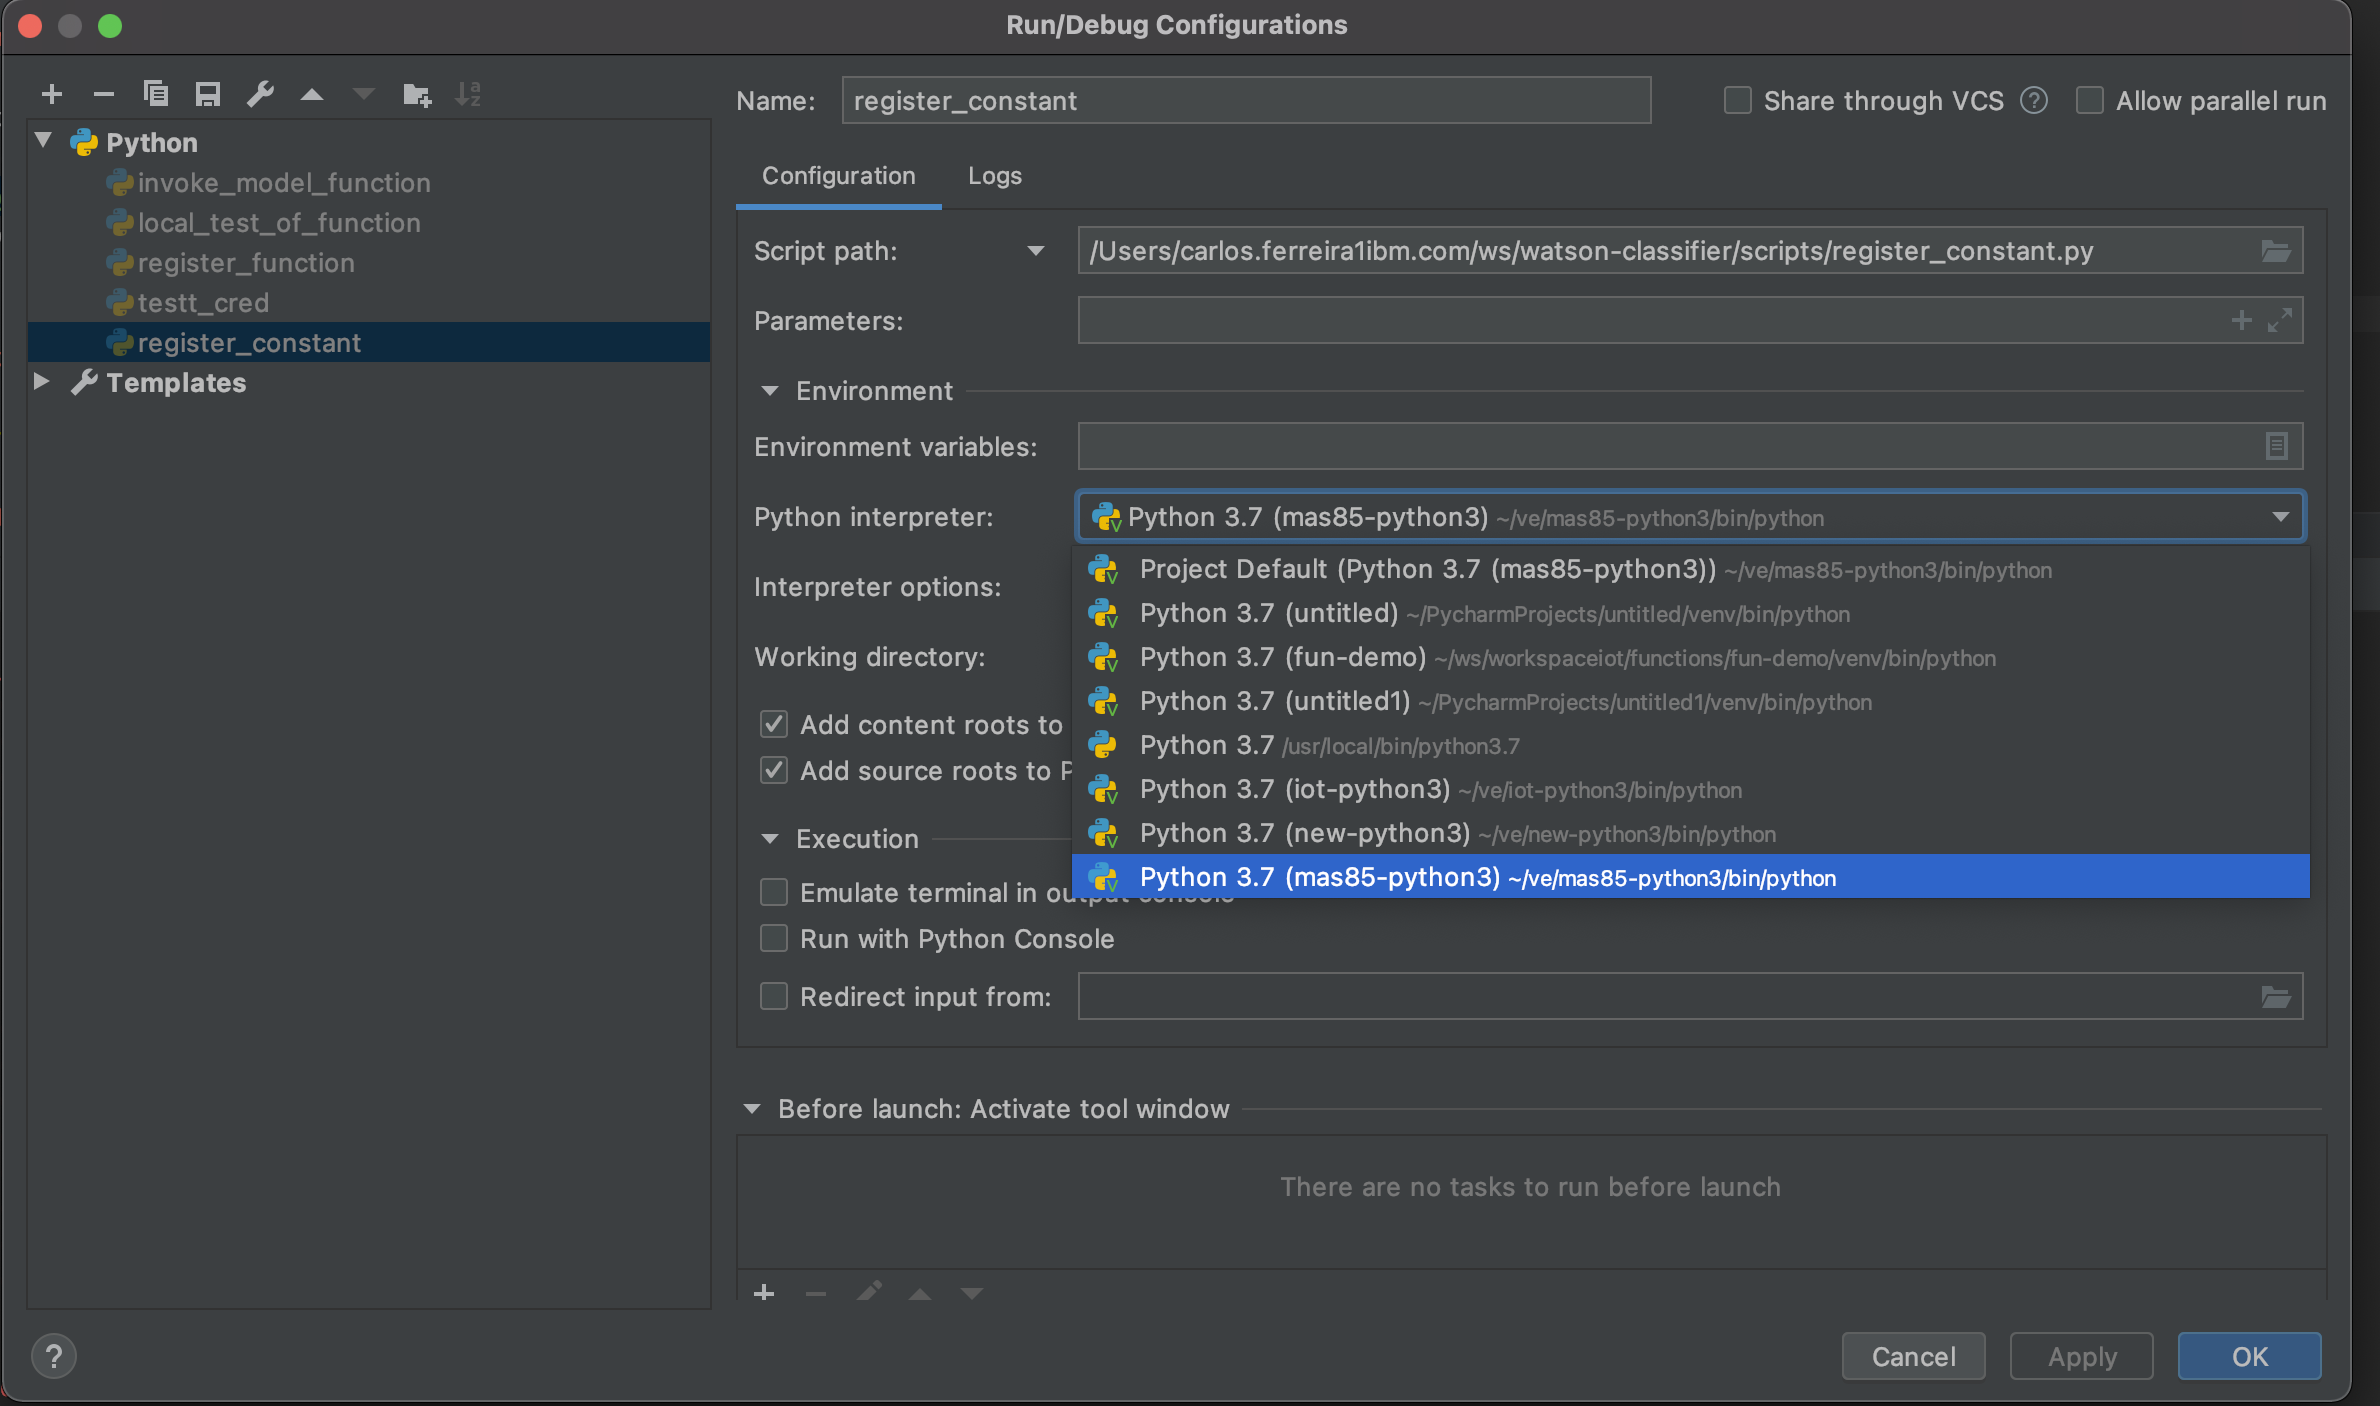 Run/Debug Configurations
Name: register_constant Share through VCS ? Allow parallel run
Python
invoke_model_function
local_test_of_function
register_function
testt_cred
register_constant
Templates
Configuration Logs
Script path: /Users/carlos.ferreira1ibm.com/ws/watson-classifier/scripts/register_constant.py
Parameters:
Environment
Environment variables:
Python interpreter: Python 3.7 (mas85-python3) ~/ve/mas85-python3/bin/python
Project Default (Python 3.7 (mas85-python3)) ~/ve/mas85-python3/bin/python
Interpreter options:
Python 3.7 (untitled) ~/PycharmProjects/untitled/venv/bin/python
Working directory:
Python 3.7 (fun-demo) ~/ws/workspaceiot/functions/fun-demo/venv/bin/python
Python 3.7 (untitled1) ~/PycharmProjects/untitled1/venv/bin/python
Add content roots to
Python 3.7 /usr/local/bin/python3.7
Add source roots to P
Python 3.7 (iot-python3) ~/ve/iot-python3/bin/python
Python 3.7 (new-python3) ~/ve/new-python3/bin/python
Execution
Python 3.7 (mas85-python3) ~/ve/mas85-python3/bin/python
Emulate terminal in output console
Run with Python Console
Redirect input from:
Before launch: Activate tool window
There are no tasks to run before launch
? Cancel Apply OK